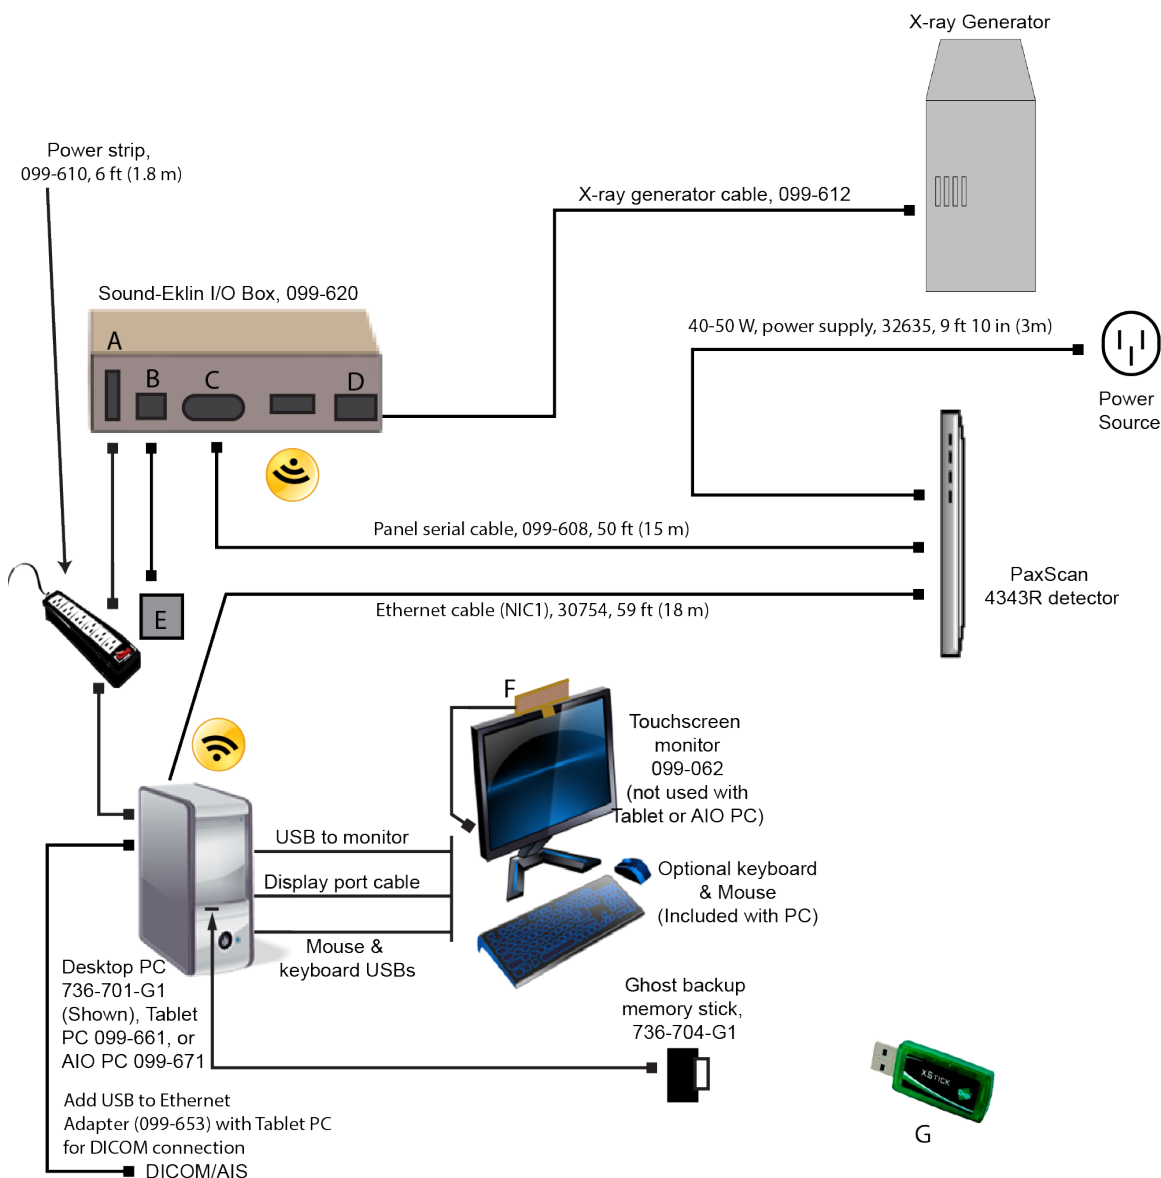 X-ray Generator
Power strip,
099-610, 6 ft (1.8 m)
X-ray generator cable, 099-612
Sound-Eklin I/O Box, 099-620
A
B
C
D
40-50 W, power supply, 32635, 9 ft 10 in (3m)
Power
Source
Panel serial cable, 099-608, 50 ft (15 m)
PaxScan
4343R detector
E
Ethernet cable (NIC1), 30754, 59 ft (18 m)
F
Touchscreen
monitor
099-062
(not used with
Tablet or AIO PC)
USB to monitor
Display port cable
Mouse &
keyboard USBs
Optional keyboard
& Mouse
(Included with PC)
Desktop PC
736-701-G1
(Shown), Tablet
PC 099-661, or
AIO PC 099-671
Ghost backup
memory stick,
736-704-G1
XSTICK
Digi
G
Add USB to Ethernet
Adapter (099-653) with Tablet PC
for DICOM connection
DICOM/AIS